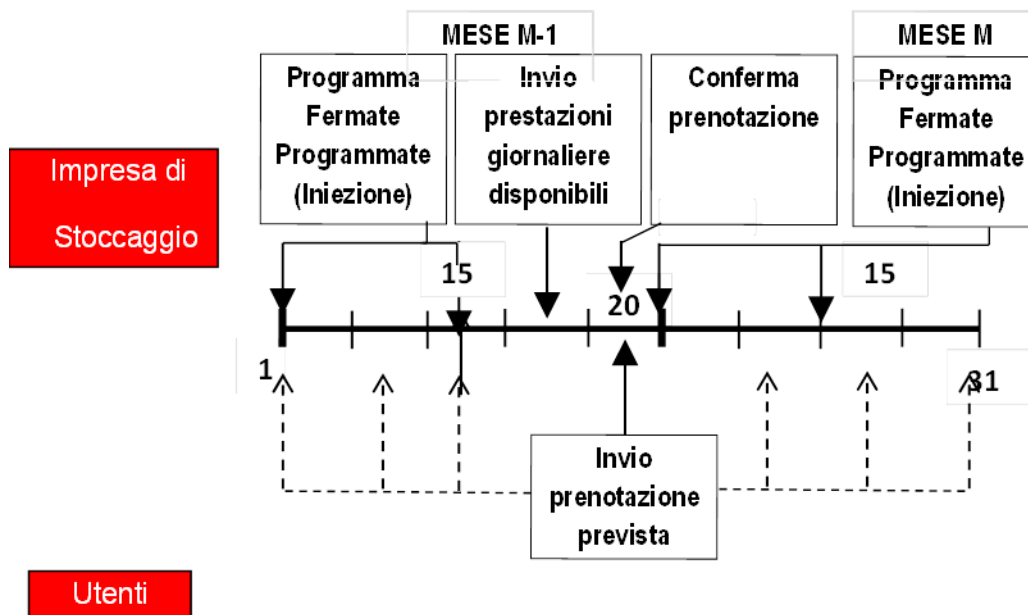 MESE M-1
MESE M
Programma
Fermate
Programmate
(Iniezione)
Invio
prestazioni
giornaliere
disponibili
Conferma
prenotazione
Programma
Fermate
Programmate
(Iniezione)
Impresa di
Stoccaggio
15
20
15
1
31
Invio
prenotazione
prevista
Utenti